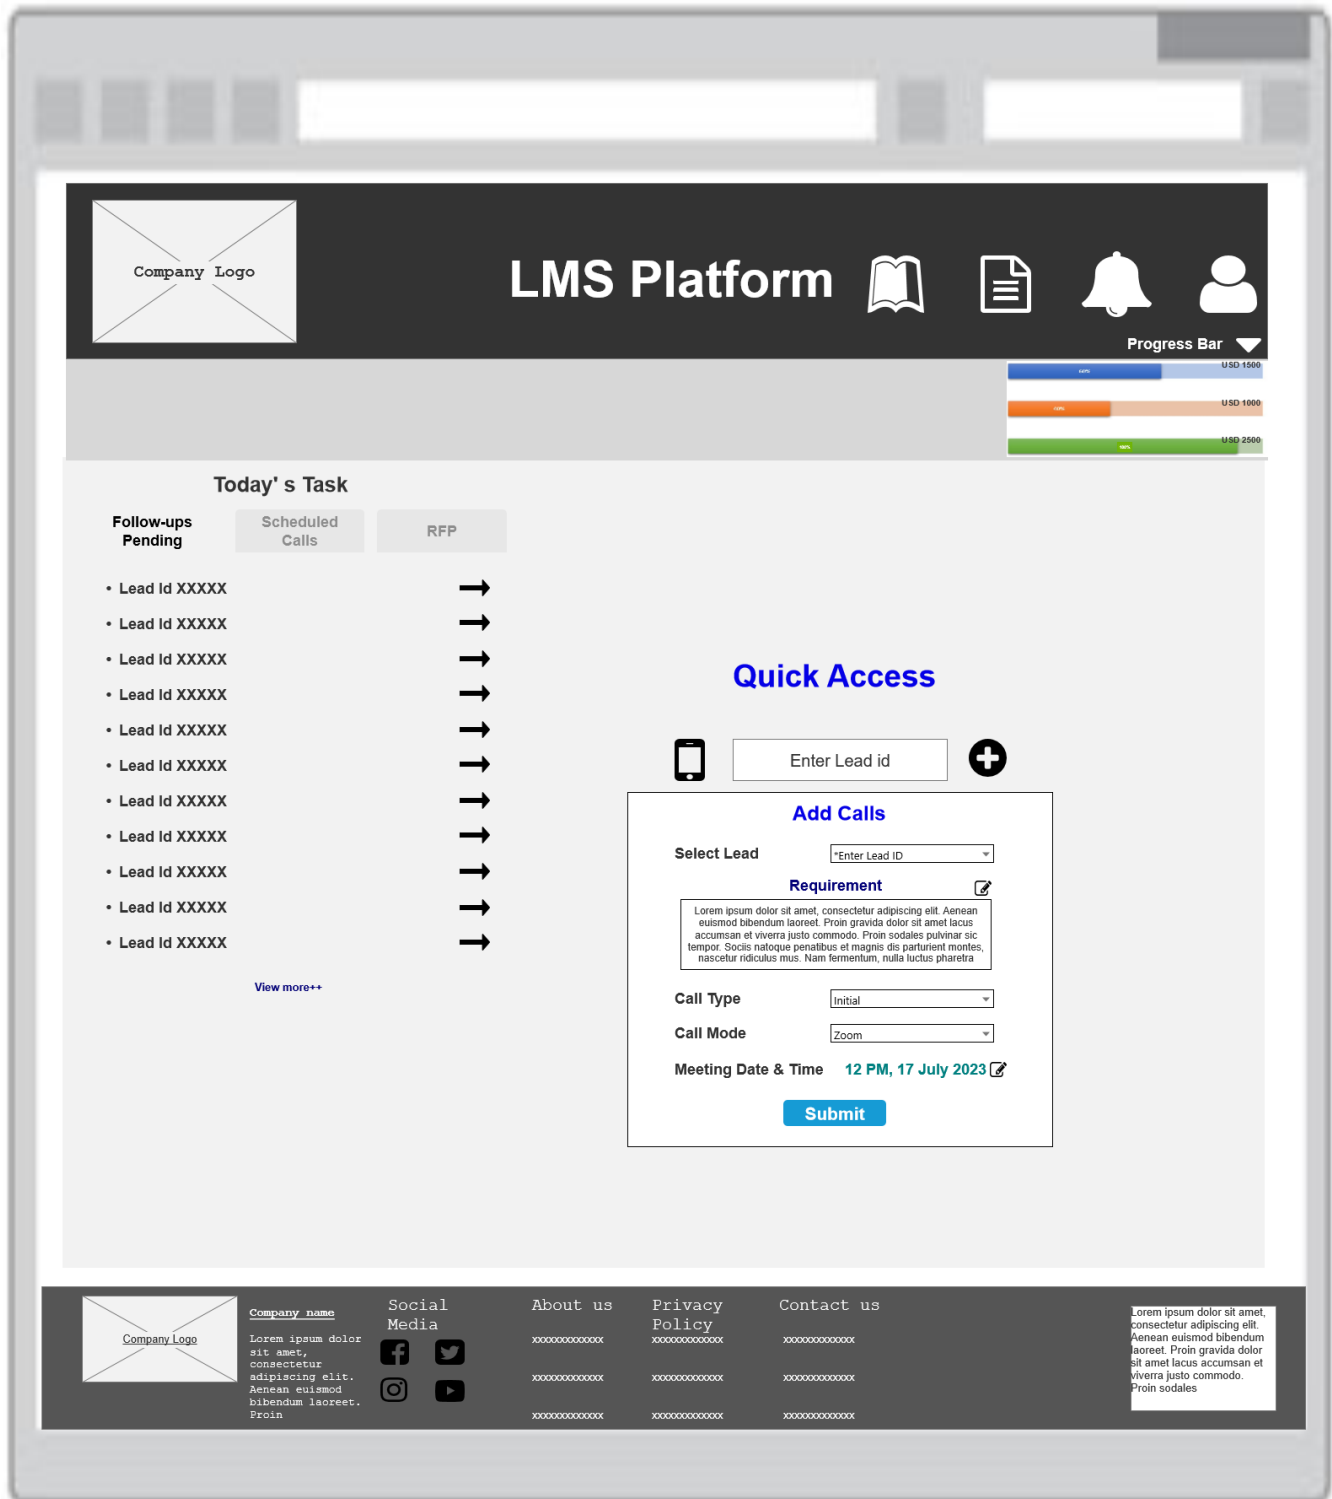 Company Logo
LMS Platform
Progress Bar
USD 1500
60%
USD 1000
USD 2500
Today' s Task
Follow-ups
Pending
Scheduled
Calls
RFP
• Lead Id XXXXX
• Lead Id XXXXX
• Lead Id XXXXX
• Lead Id XXXXX
• Lead Id XXXXX
• Lead Id XXXXX
• Lead Id XXXXX
• Lead Id XXXXX
• Lead Id XXXXX
• Lead Id XXXXX
• Lead Id XXXXX
View more++
Quick Access
Enter Lead id
Add Calls
Select Lead
*Enter Lead ID
Requirement
Lorem ipsum dolor sit amet, consectetur adipiscing elit. Aenean
euismod bibendum laoreet. Proin gravida dolor sit amet lacus
accumsan et viverra justo commodo. Proin sodales pulvinar sic
tempor. Sociis natoque penatibus et magnis dis parturient montes,
nascetur ridiculus mus. Nam fermentum, nulla luctus pharetra
Call Type
Initial
Call Mode
Zoom
Meeting Date & Time
12 PM, 17 July 2023
Submit
Company Logo
Company name
Lorem ipsum dolor
sit amet,
consectetur
adipiscing elit.
Aenean euismod
bibendum laoreet.
Proin
Social
Media
About us
xxxxxxxxxxxxx
xxxxxxxxxxxxx
xxxxxxxxxxxxx
Privacy
Policy
xxxxxxxxxxxxx
xxxxxxxxxxxxx
xxxxxxxxxxxxx
Contact us
xxxxxxxxxxxxx
xxxxxxxxxxxxx
xxxxxxxxxxxxx
Lorem ipsum dolor sit amet,
consectetur adipiscing elit.
Aenean euismod bibendum
laoreet. Proin gravida dolor
sit amet lacus accumsan et
viverra justo commodo.
Proin sodales